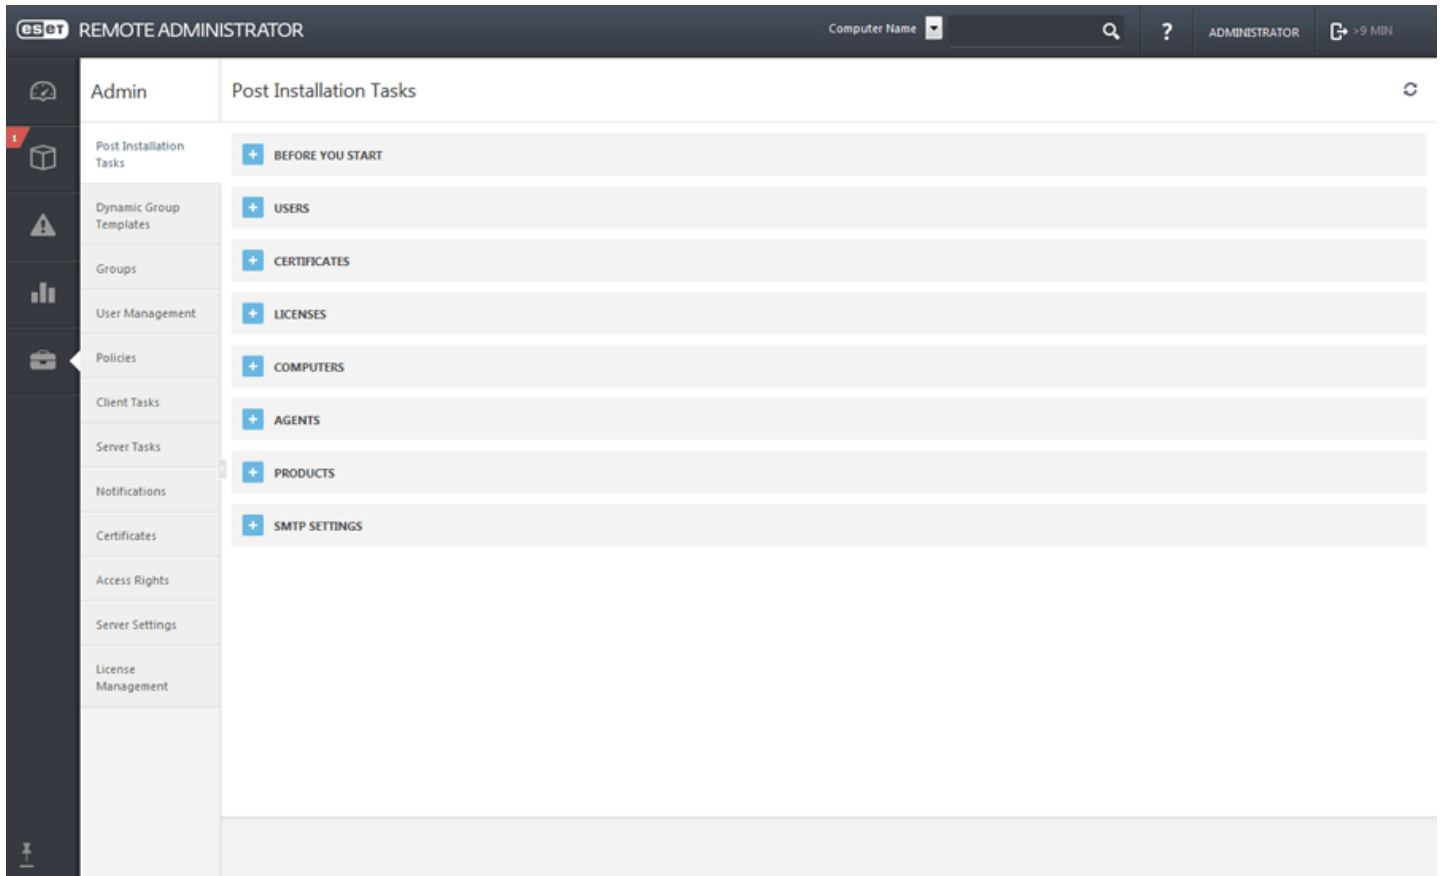 eset REMOTE ADMINISTRATOR
Computer Name
?
ADMINISTRATOR
>9 MIN
1
Admin
Post Installation
Tasks
Dynamic Group
Templates
Groups
User Management
Policies
Client Tasks
Server Tasks
Notifications
Certificates
Access Rights
Server Settings
License
Management
Post Installation Tasks
BEFORE YOU START
USERS
CERTIFICATES
LICENSES
COMPUTERS
AGENTS
PRODUCTS
SMTP SETTINGS